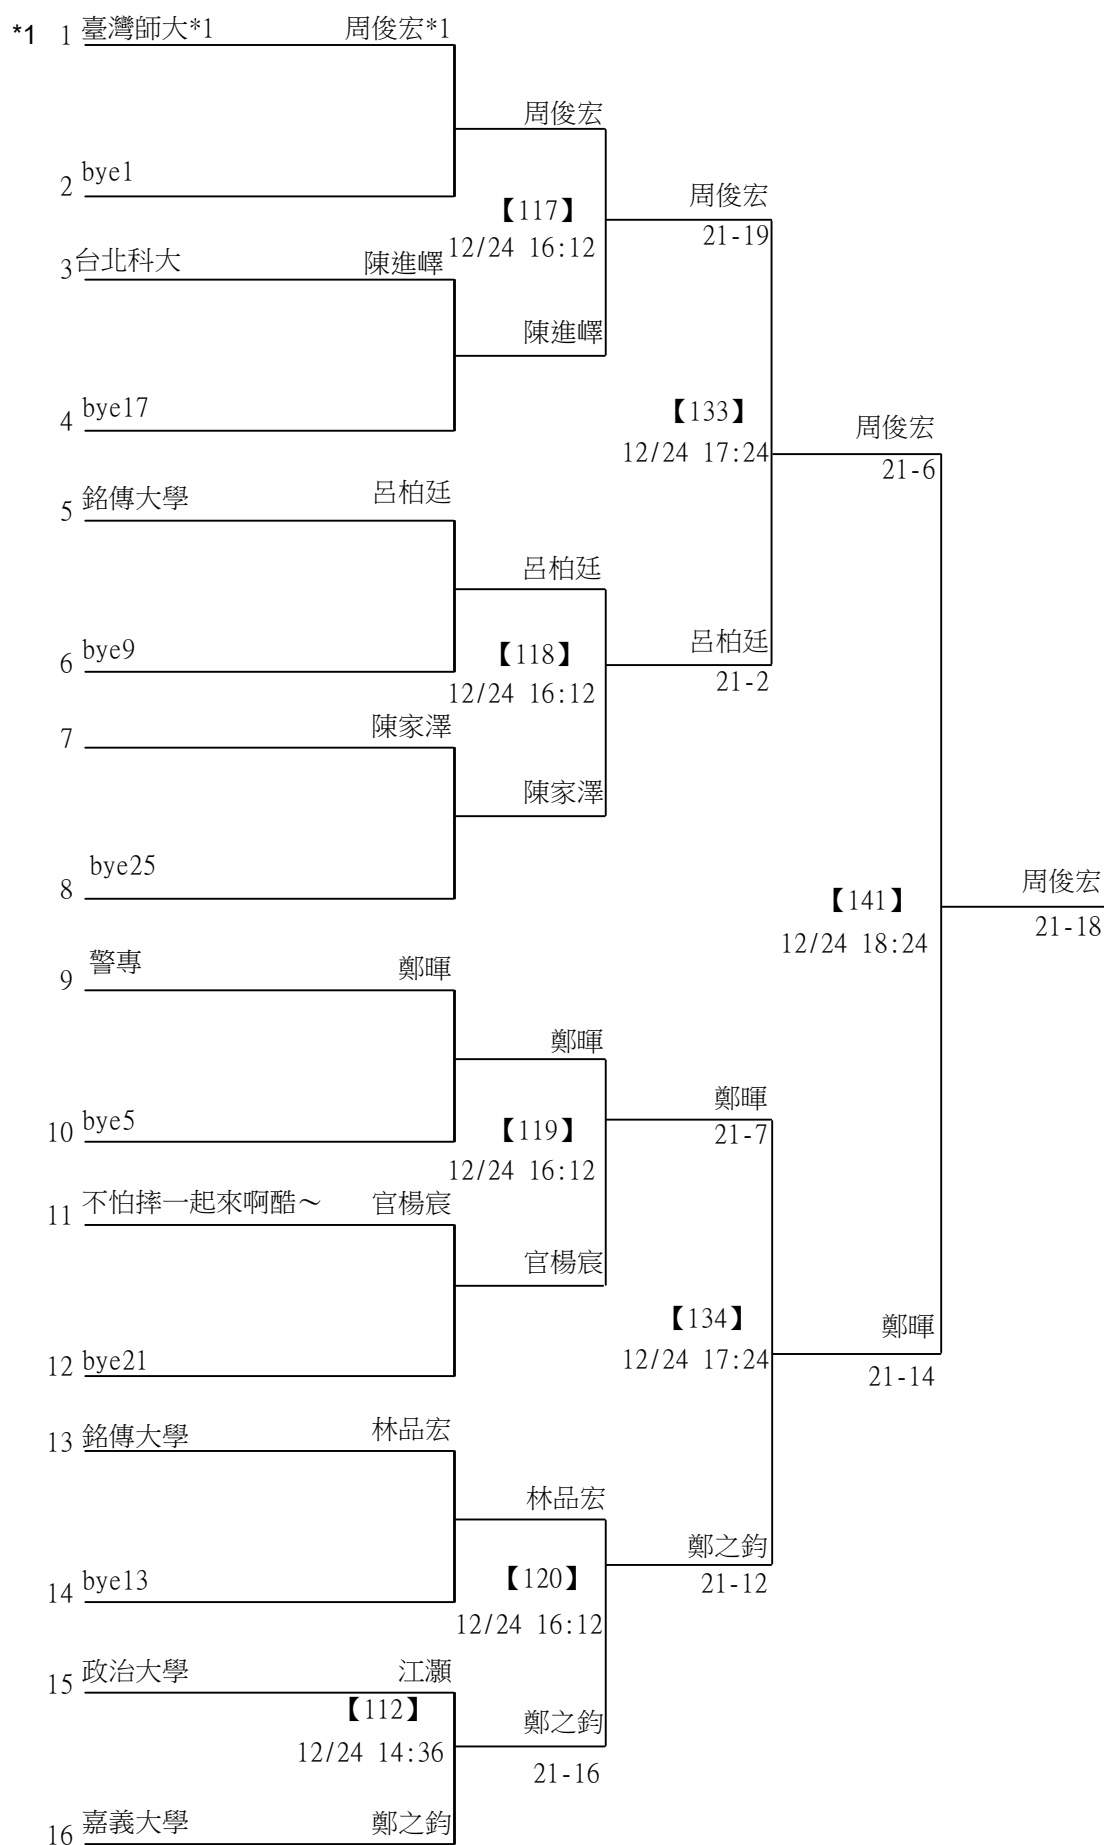 *1 1 臺灣師大*1 周俊宏*1
周俊宏
2 bye1
【117】
周俊宏
12/24 16:12
21-19
3 台北科大 陳進嶧
陳進嶧
4 bye17
【133】
周俊宏
12/24 17:24
21-6
5 銘傳大學 呂柏廷
呂柏廷
6 bye9
【118】
呂柏廷
12/24 16:12
21-2
7 陳家澤
陳家澤
8 bye25
【141】
周俊宏
12/24 18:24
21-18
9 警專 鄭暉
鄭暉
10 bye5
【119】
鄭暉
12/24 16:12
21-7
11 不怕摔一起來啊酷～ 官楊宸
官楊宸
【134】
鄭暉
12/24 17:24
21-14
12 bye21
13 銘傳大學 林品宏
林品宏
14 bye13
【120】
鄭之鈞
12/24 16:12
21-12
15 政治大學 江灝
【112】
12/24 14:36
鄭之鈞
21-16
16 嘉義大學 鄭之鈞